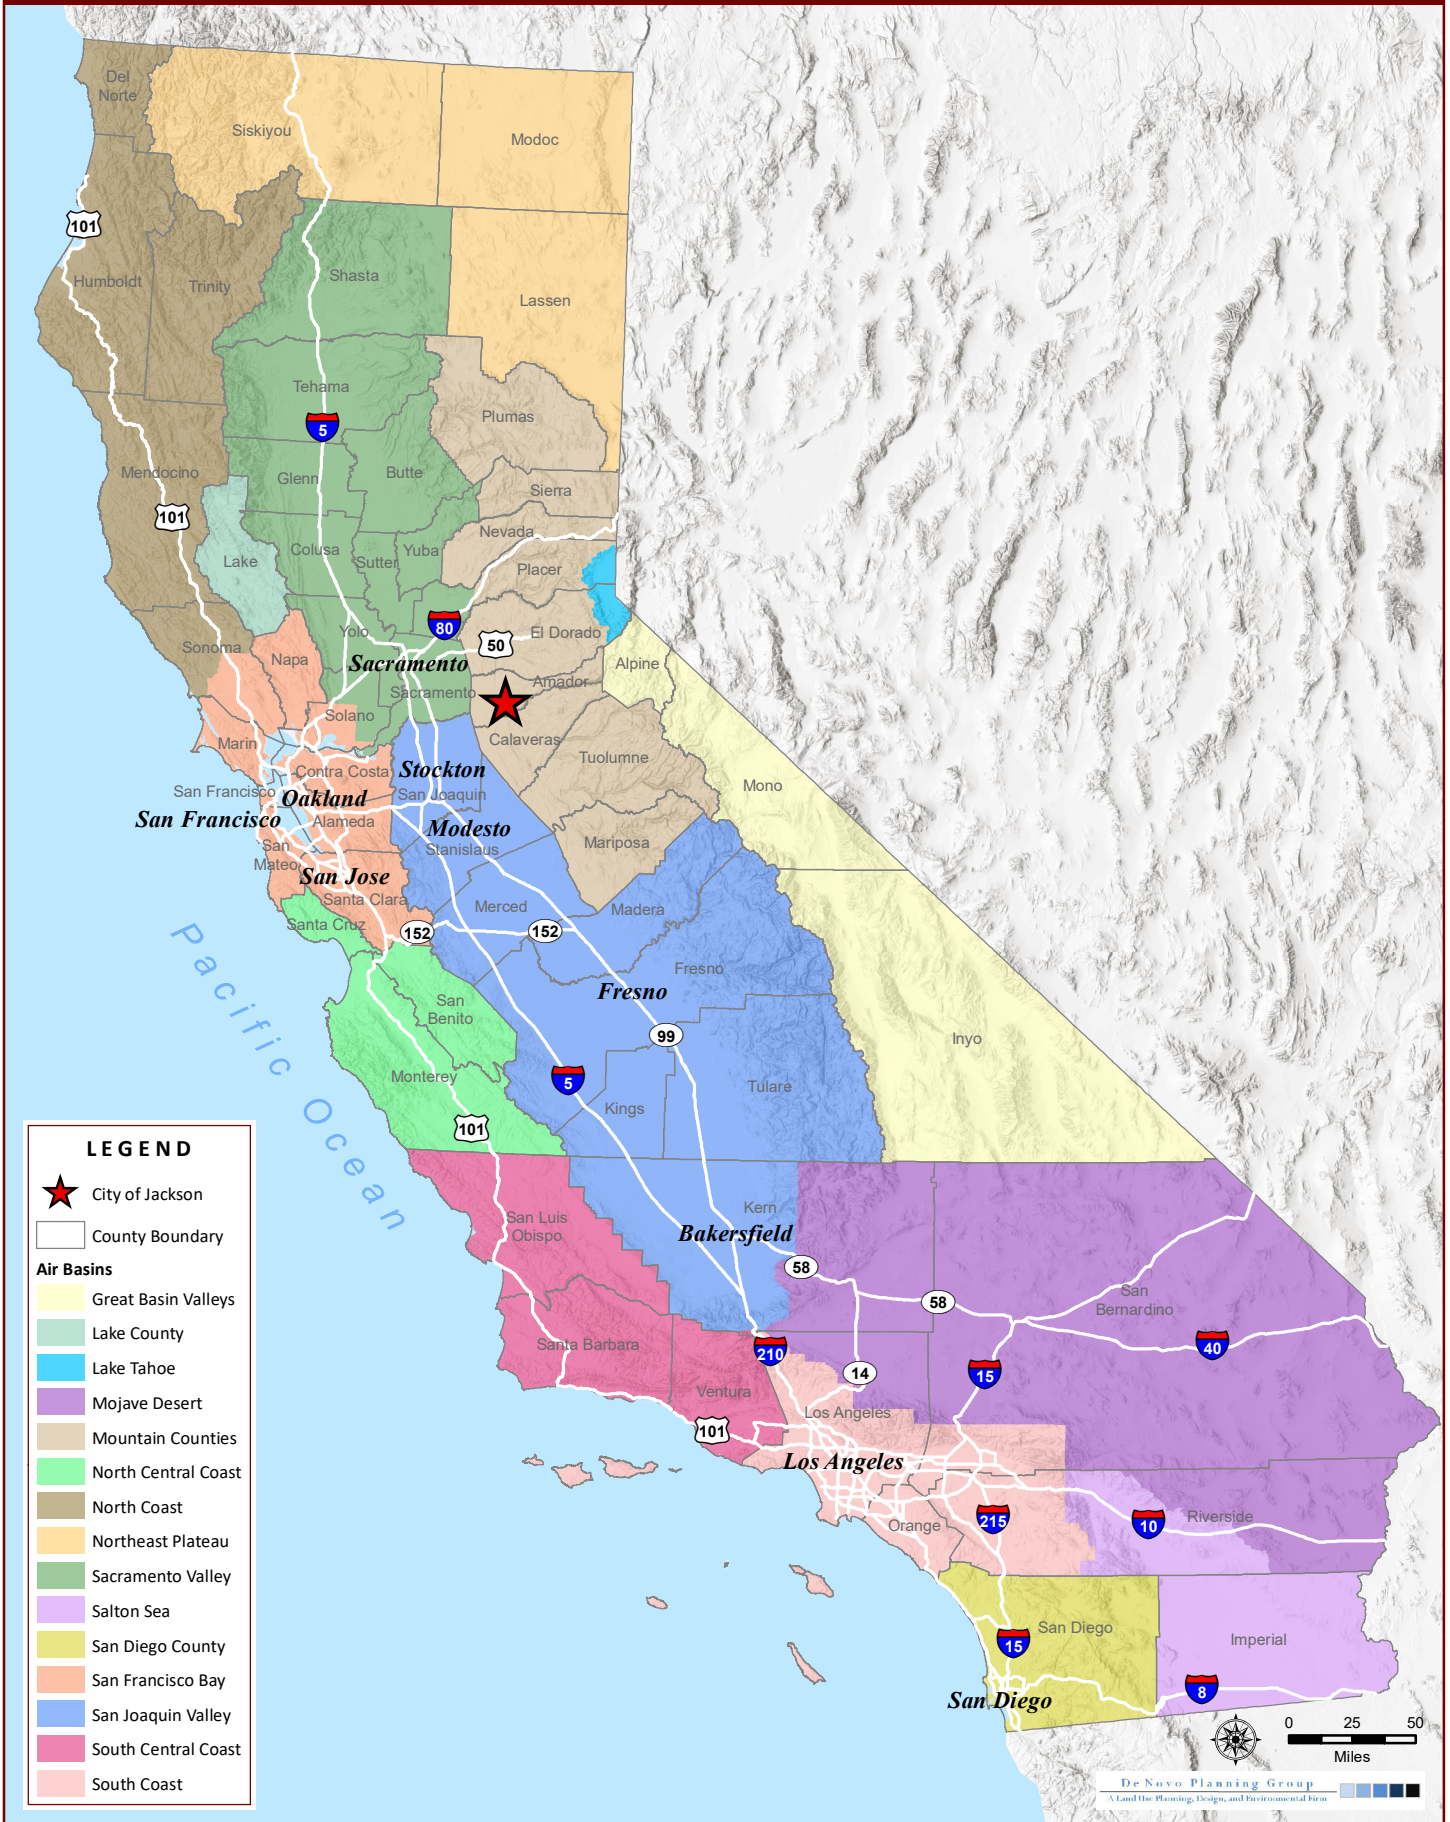 Del
Norte
Siskiyou
Modoc
101
Humboldt
Trinity
Shasta
Lassen
Tehama
5
Plumas
Mendocino
Glenn
Butte
Sierra
101
Nevada
Lake
Colusa
Sutter
Yuba
Placer
80
Sonoma
Yolo
50
El Dorado
Napa
Sacramento
Alpine
Sacramento
Amador
Solano
Marin
Calaveras
Tuolumne
Contra Costa
Stockton
Mono
San Francisco
Oakland
San Joaquin
San Francisco
Alameda
Modesto
San
Mateo
Stanislaus
Mariposa
San Jose
Santa Clara
Merced
Madera
Santa Cruz
152
152
Fresno
Fresno
San
Benito
99
Inyo
Pacific Ocean
Monterey
5
Tulare
Kings
101
San Luis
Obispo
Kern
Bakersfield
58
58
San
Bernardino
Santa Barbara
210
40
14
15
Ventura
Los Angeles
101
Los Angeles
Orange
215
10
Riverside
San Diego
15
Imperial
8
San Diego
LEGEND
City of Jackson
County Boundary
Air Basins
Great Basin Valleys
Lake County
Lake Tahoe
Mojave Desert
Mountain Counties
North Central Coast
North Coast
Northeast Plateau
Sacramento Valley
Salton Sea
San Diego County
San Francisco Bay
San Joaquin Valley
South Central Coast
South Coast
0 25 50
Miles
De Novo Planning Group
A Land Use Planning, Design, and Environmental Firm